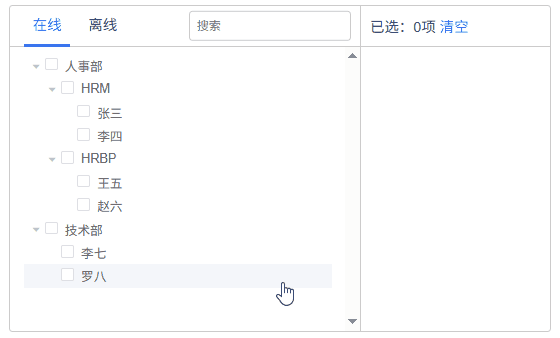 在线 离线 搜索 已选：0项 清空
人事部
HRM
张三
李四
HRBP
王五
赵六
技术部
李七
罗八